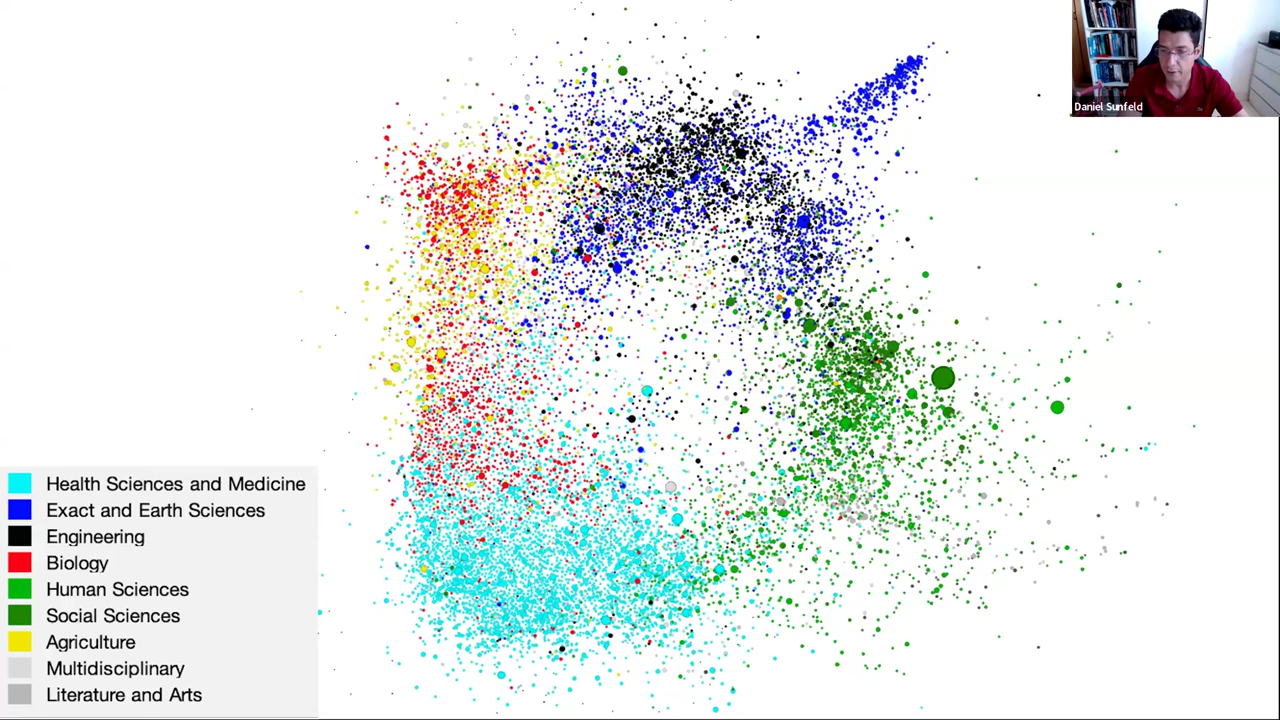 Daniel Sunfeld
Health Sciences and Medicine
Exact and Earth Sciences
Engineering
Biology
Human Sciences
Social Sciences
Agriculture
Multidisciplinary
Literature and Arts